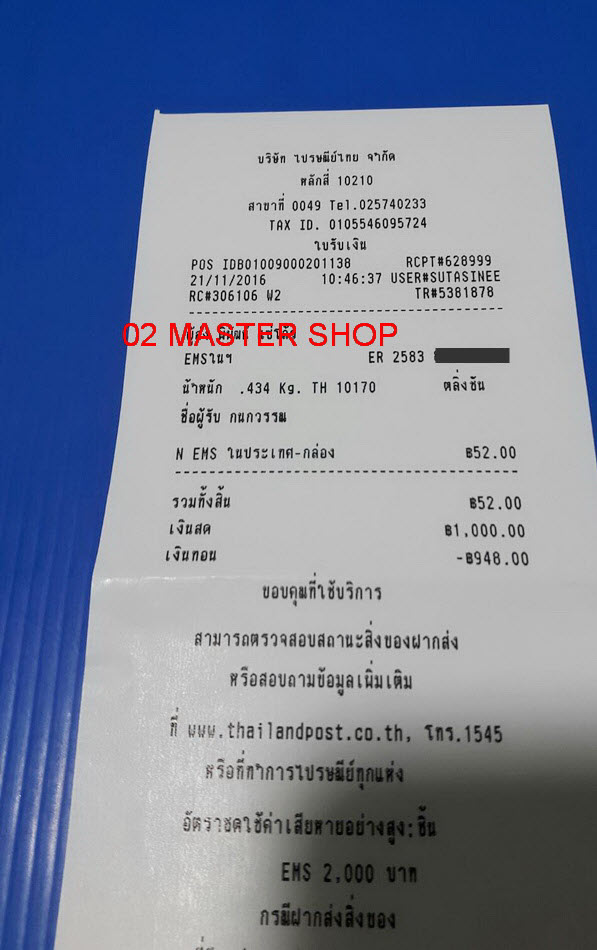 บริษัท ไปรษณีย์ไทย จำกัด
หลักสี่ 10210
สาขาที่ 0049 Tel.025740233
TAX ID. 0105546095724
ใบรับเงิน
POS IDB01009000201138 RCPT#628999
21/11/2016 10:46:37 USER#SUTASINEE
RC#306106 W2 TR#5381878
02 MASTER SHOP
EMSในฯ ER 2583
น้ำหนัก .434 Kg. TH 10170 ตลิ่งชัน
ชื่อผู้รับ กนกวรรณ
N EMS ในประเทศ-กล่อง ฿52.00
รวมทั้งสิ้น ฿52.00
เงินสด ฿1,000.00
เงินทอน -฿948.00
ขอบคุณที่ใช้บริการ
สามารถตรวจสอบสถานะสิ่งของฝากส่ง
หรือสอบถามข้อมูลเพิ่มเติม
ที่ www.thailandpost.co.th, โทร.1545
หรือที่ทำการไปรษณีย์ทุกแห่ง
อัตราชดใช้ค่าเสียหายอย่างสูง:ชิ้น
EMS 2,000 บาท
กรณีฝากส่งสิ่งของ